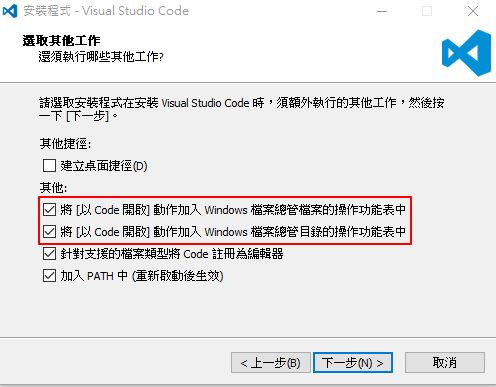 安裝程式 - Visual Studio Code
選取其他工作
還須執行哪些其他工作?
請選取安裝程式在安裝 Visual Studio Code 時，須額外執行的其他工作，然後按
一下 [下一步]。
其他捷徑:
建立桌面捷徑(D)
其他:
將 [以 Code 開啟] 動作加入 Windows 檔案總管檔案的操作功能表中
將 [以 Code 開啟] 動作加入 Windows 檔案總管目錄的操作功能表中
針對支援的檔案類型將 Code 註冊為編輯器
加入 PATH 中 (重新啟動後生效)
< 上一步(B) 下一步(N) > 取消